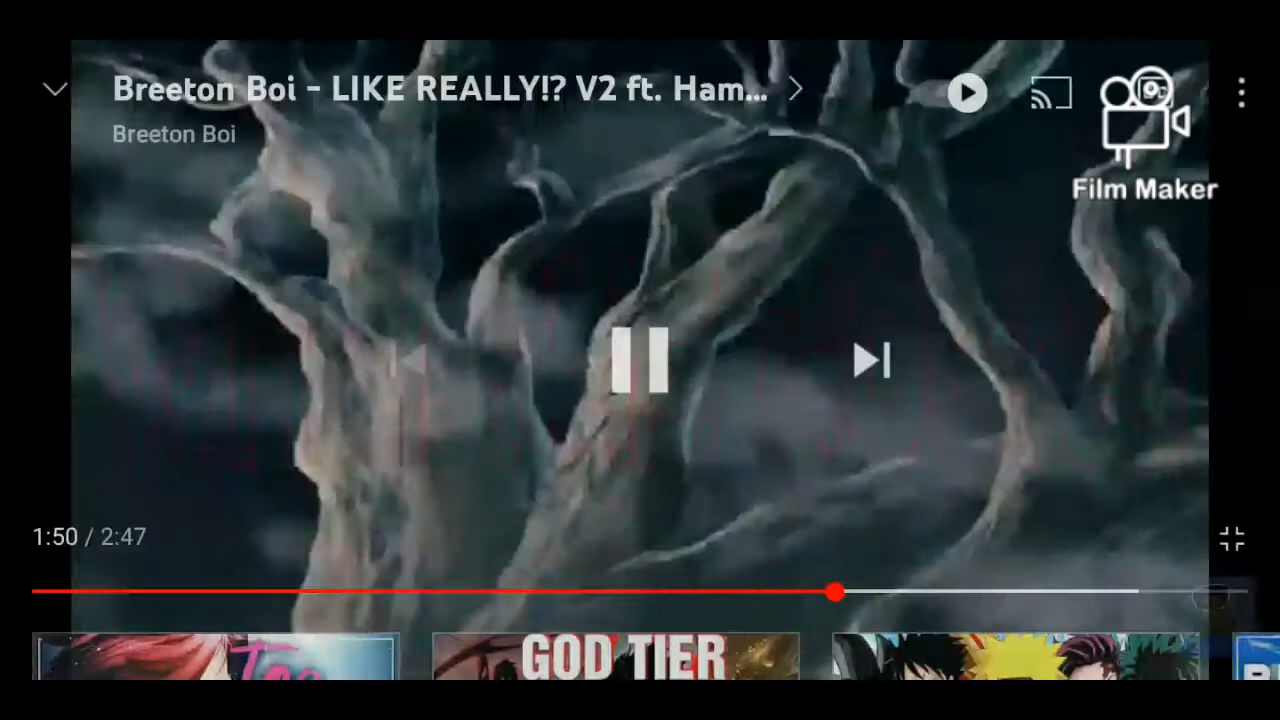 Breeton Boi - LIKE REALLY!? V2 ft. Ham...
Breeton Boi
Film Maker
1:50 / 2:47
GOD TIER